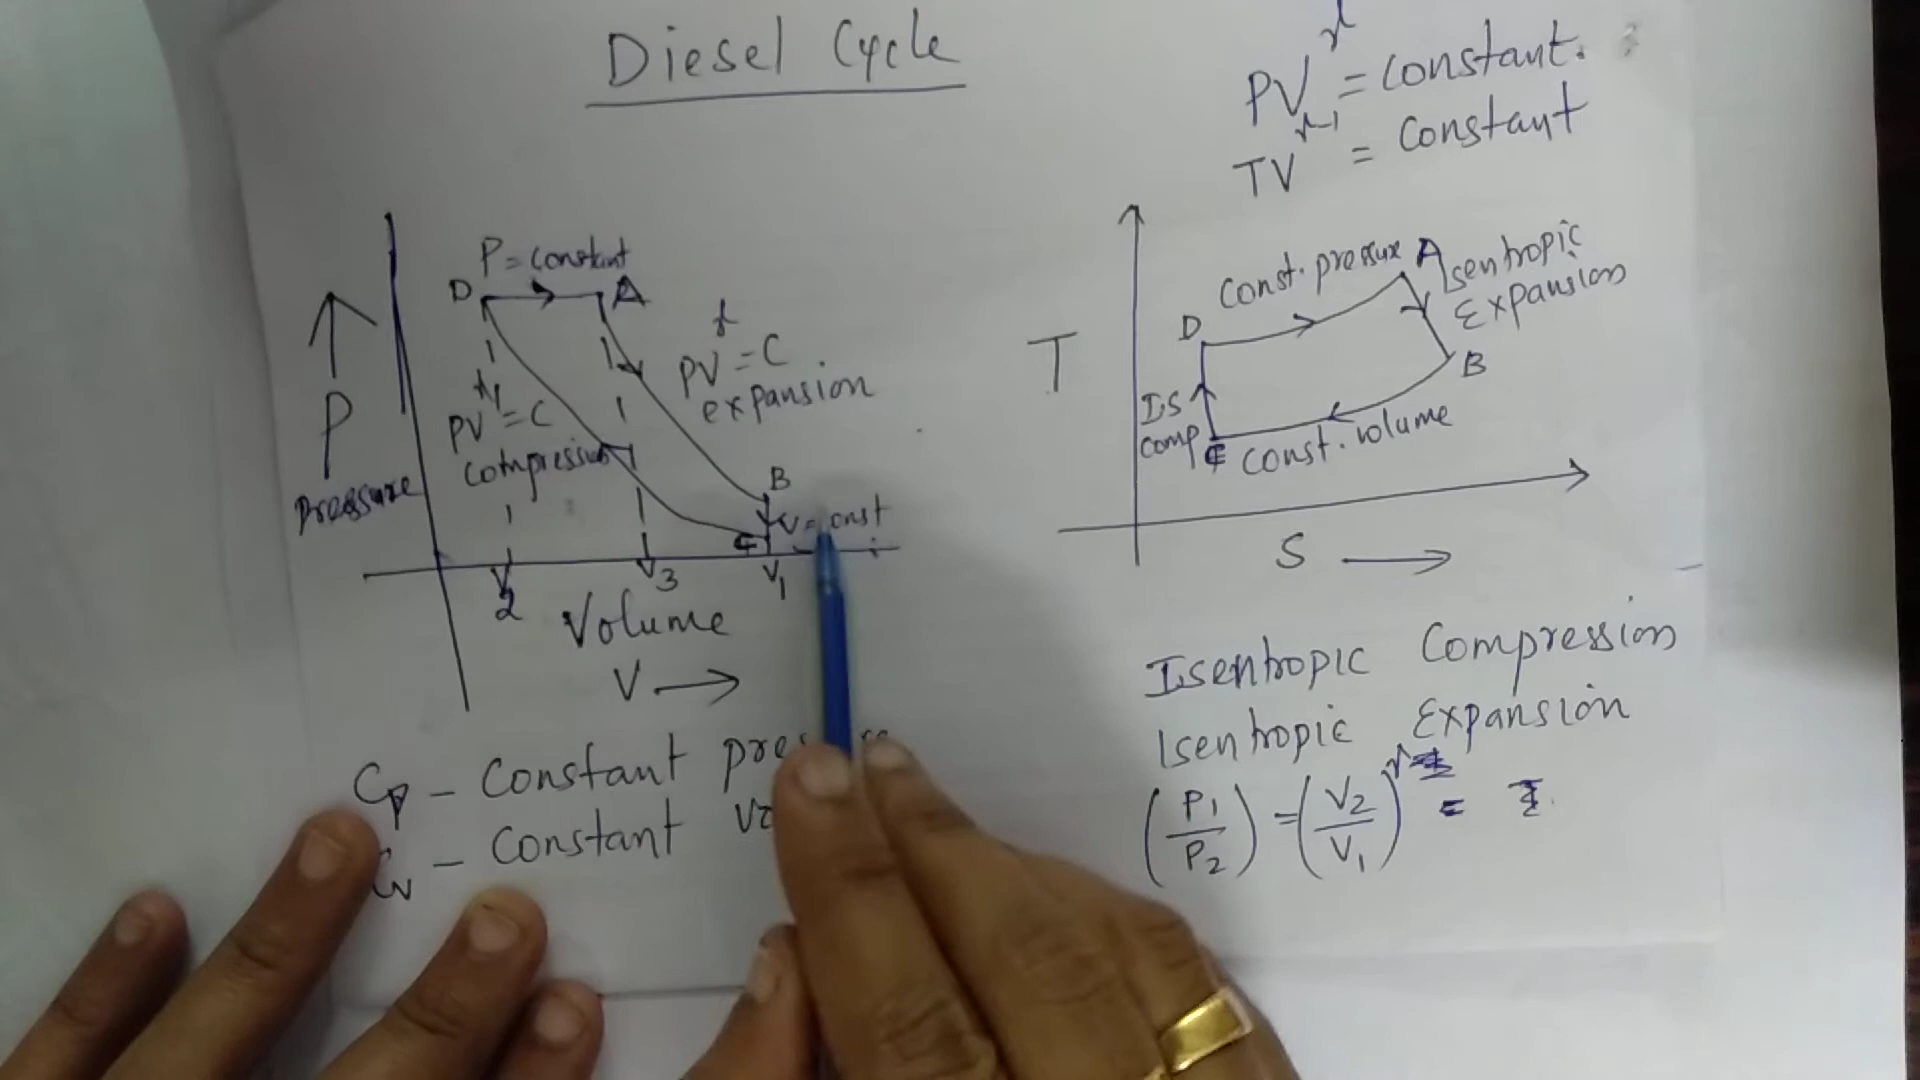 Diesel Cycle
PV^γ = constant.
TV^γ-1 = constant
P = constant
D
A
PV^γ = C
expansion
PV^γ = C
compression
P
Pressure
B
V = const
C
V2
V3
V1
Volume
V
Const. pressure
A
Isentropic
Expansion
D
T
B
IS
comp
C
const. volume
S
Isentropic Compression
Isentropic Expansion
(P1/P2) = (V2/V1)^γ =
Cp - Constant
Cv - Constant